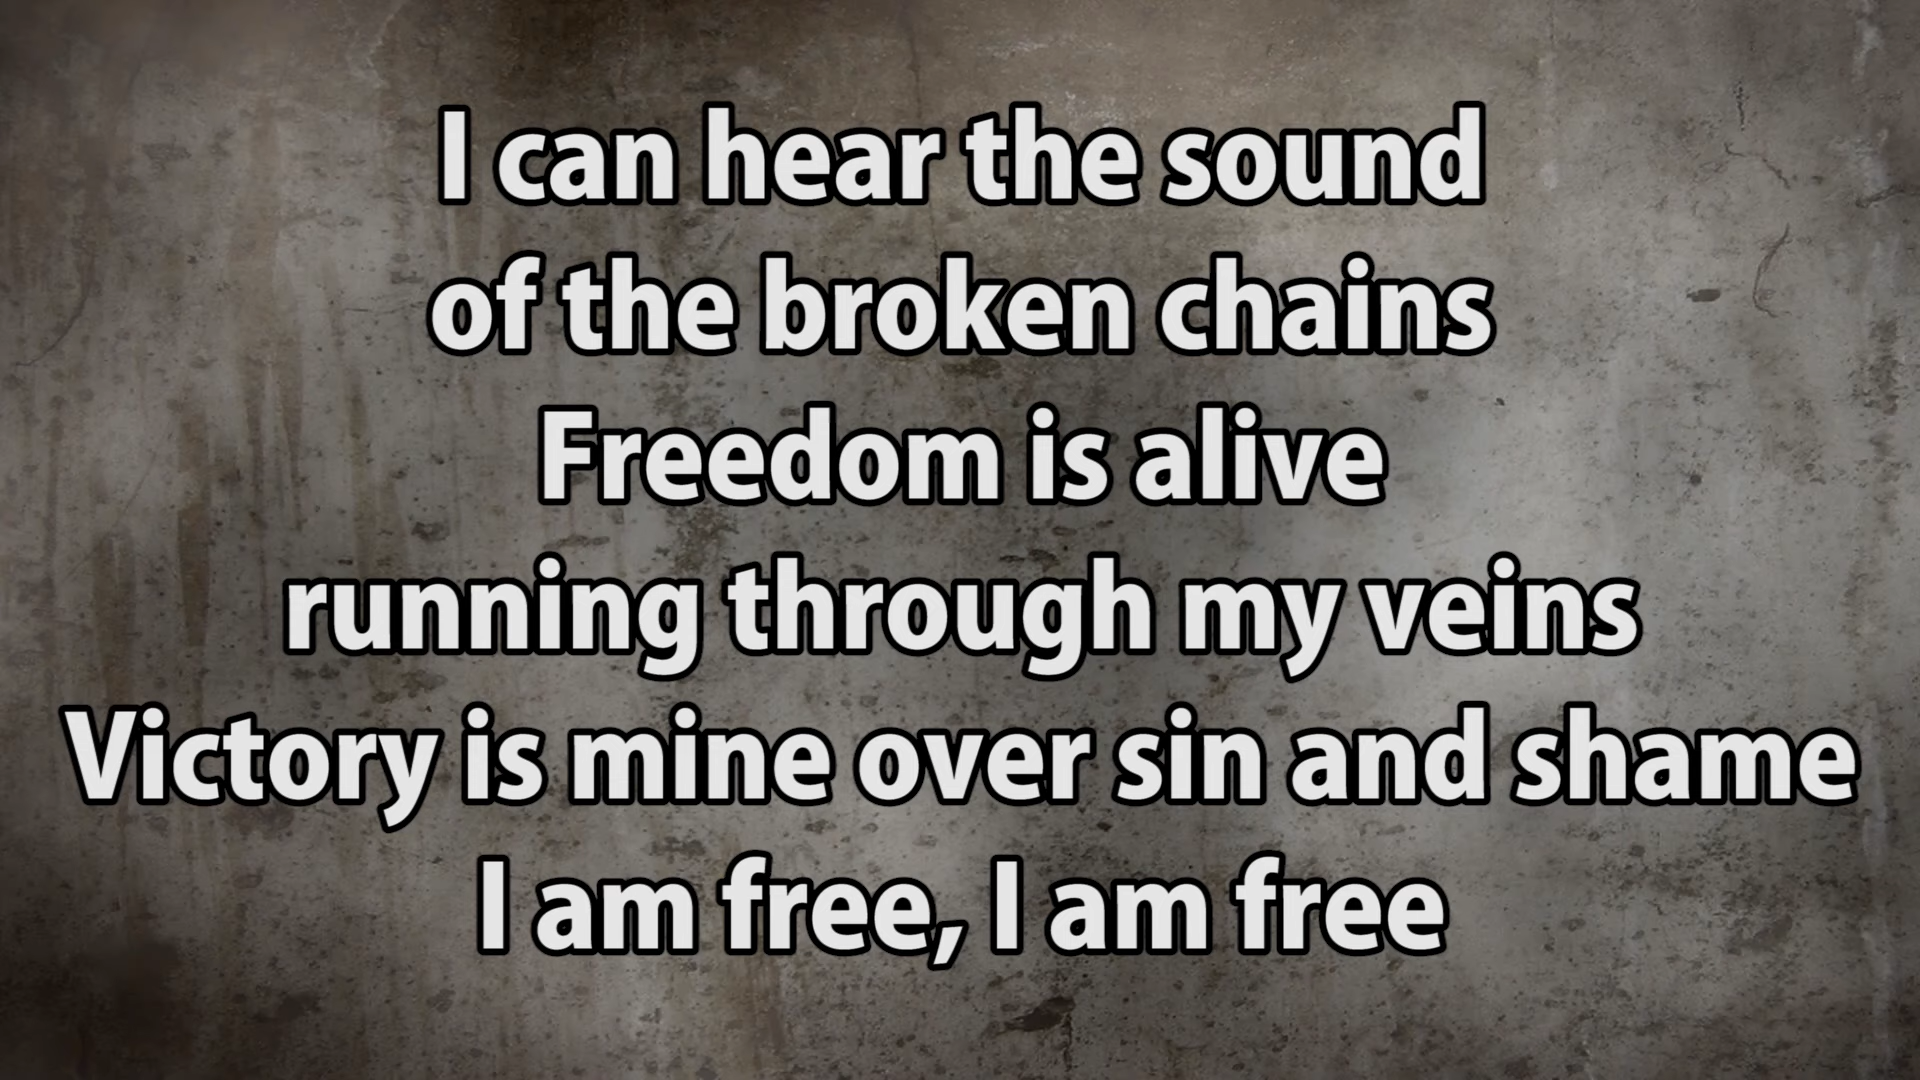 I can hear the sound
of the broken chains
Freedom is alive
running through my veins
Victory is mine over sin and shame
I am free, I am free